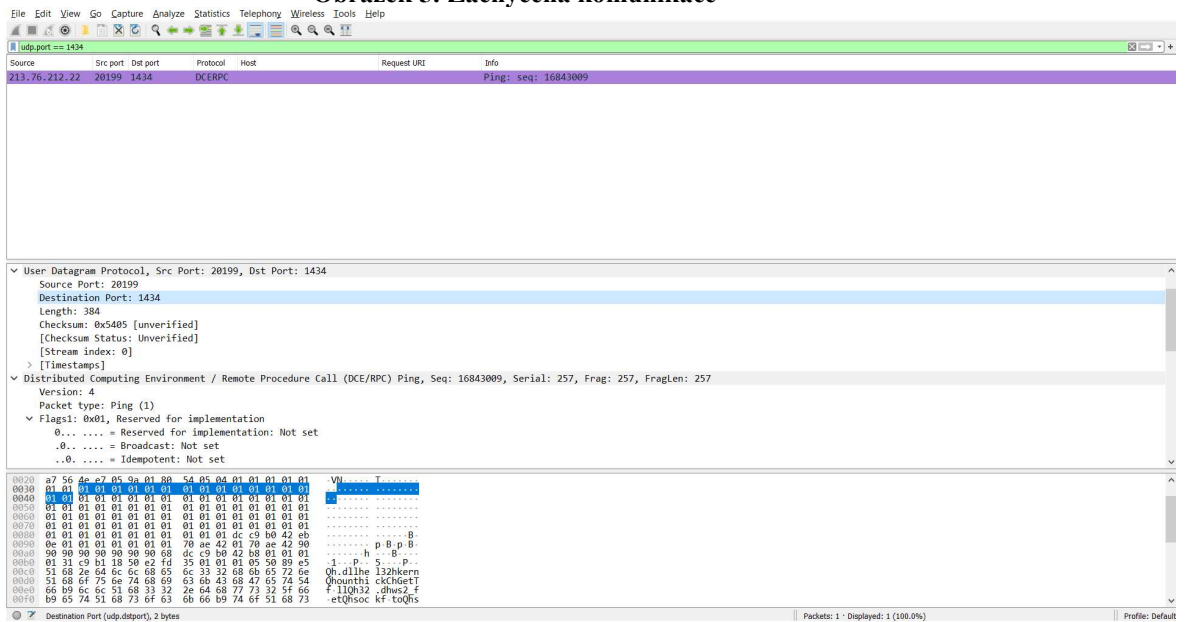 Obrázek 5: Zachycená komunikace
File Edit View Go Capture Analyze Statistics Telephony Wireless Tools Help
udp.port == 1434
Source Src port Dst port Protocol Host Request URI Info
213.76.212.22 20199 1434 DCERPC Ping: seq: 16843009
User Datagram Protocol, Src Port: 20199, Dst Port: 1434
Source Port: 20199
Destination Port: 1434
Length: 384
Checksum: 0x5405 [unverified]
[Checksum Status: Unverified]
[Stream index: 0]
[Timestamps]
Distributed Computing Environment / Remote Procedure Call (DCE/RPC) Ping, Seq: 16843009, Serial: 257, Frag: 257, FragLen: 257
Version: 4
Packet type: Ping (1)
Flags1: 0x01, Reserved for implementation
0... .... = Reserved for implementation: Not set
.0.. .... = Broadcast: Not set
..0. .... = Idempotent: Not set
0020 a7 56 4e e7 05 9a 01 80 54 05 04 01 01 01 01 01 ·VN····· T·······
0030 01 01 01 01 01 01 01 01 01 01 01 01 01 01 01 01 ········ ········
0040 01 01 01 01 01 01 01 01 01 01 01 01 01 01 01 01 ········ ········
0050 01 01 01 01 01 01 01 01 01 01 01 01 01 01 01 01 ········ ········
0060 01 01 01 01 01 01 01 01 01 01 01 01 01 01 01 01 ········ ········
0070 01 01 01 01 01 01 01 01 01 01 01 01 01 01 01 01 ········ ········
0080 01 01 01 01 01 01 01 01 01 01 01 dc c9 b0 42 eb ········ ······B·
0090 0e 01 01 01 01 01 01 01 70 ae 42 01 70 ae 42 90 ········ p·B·p·B·
00a0 90 90 90 90 90 90 90 68 dc c9 b0 42 b8 01 01 01 ·······h ···B····
00b0 01 31 c9 b1 18 50 e2 fd 35 01 01 01 05 50 89 e5 ·1···P·· 5····P··
00c0 51 68 2e 64 6c 6c 68 65 6c 33 32 68 6b 65 72 6e Qh.dllhe l32hkern
00d0 51 68 6f 75 6e 74 68 69 63 6b 43 68 47 65 74 54 Qhounthi ckChGetT
00e0 66 b9 6c 6c 51 68 33 32 2e 64 68 77 73 32 5f 66 f·llQh32 .dhws2_f
00f0 b9 65 74 51 68 73 6f 63 6b 66 b9 74 6f 51 68 73 ·etQhsoc kf·toQhs
Destination Port (udp.dstport), 2 bytes Packets: 1 · Displayed: 1 (100.0%) Profile: Default